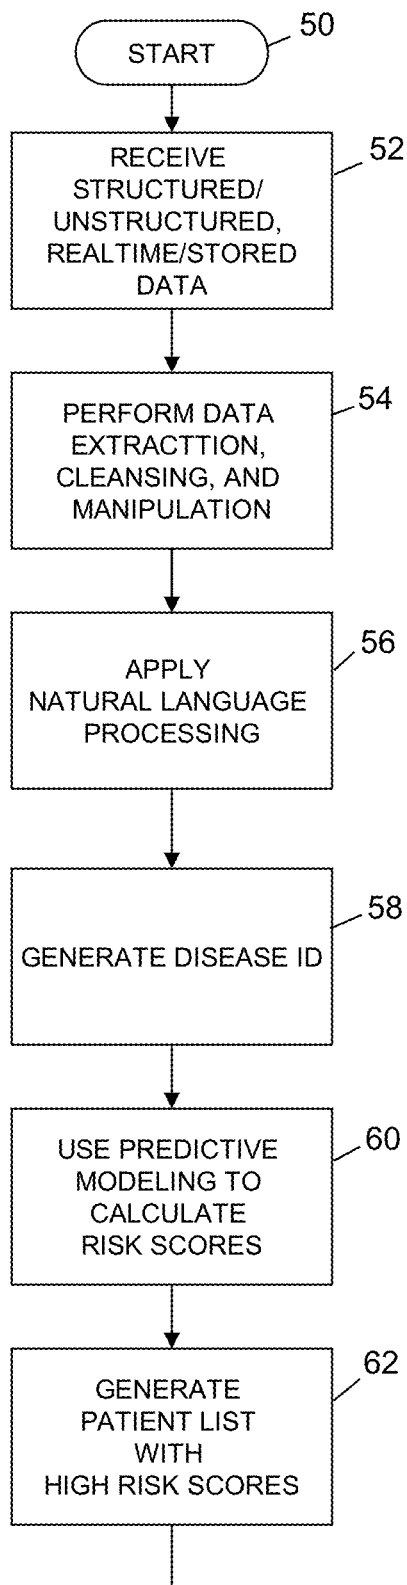 50
START
52
RECEIVE
STRUCTURED/
UNSTRUCTURED,
REALTIME/STORED
DATA
54
PERFORM DATA
EXTRACTTION,
CLEANSING, AND
MANIPULATION
56
APPLY
NATURAL LANGUAGE
PROCESSING
58
GENERATE DISEASE ID
60
USE PREDICTIVE
MODELING TO
CALCULATE
RISK SCORES
62
GENERATE
PATIENT LIST
WITH
HIGH RISK SCORES